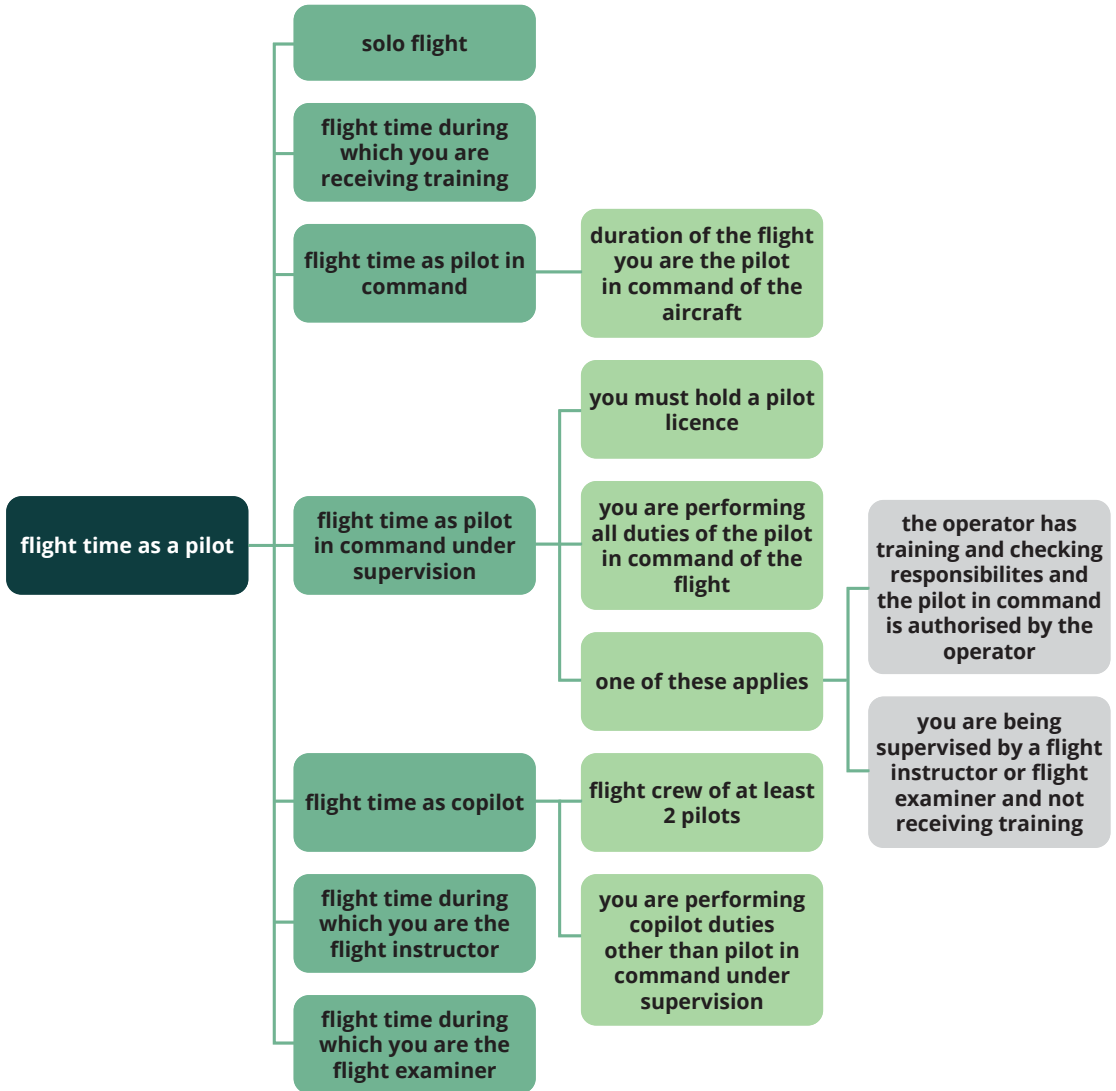 solo flight
flight time during
which you are
receiving training
flight time as pilot in
command
duration of the flight
you are the pilot
in command of the
aircraft
flight time as a pilot
flight time as pilot
in command under
supervision
you must hold a pilot
licence
you are performing
all duties of the pilot
in command of the
flight
one of these applies
the operator has
training and checking
responsibilites and
the pilot in command
is authorised by the
operator
you are being
supervised by a flight
instructor or flight
examiner and not
receiving training
flight time as copilot
flight crew of at least
2 pilots
you are performing
copilot duties
other than pilot in
command under
supervision
flight time during
which you are the
flight instructor
flight time during
which you are the
flight examiner